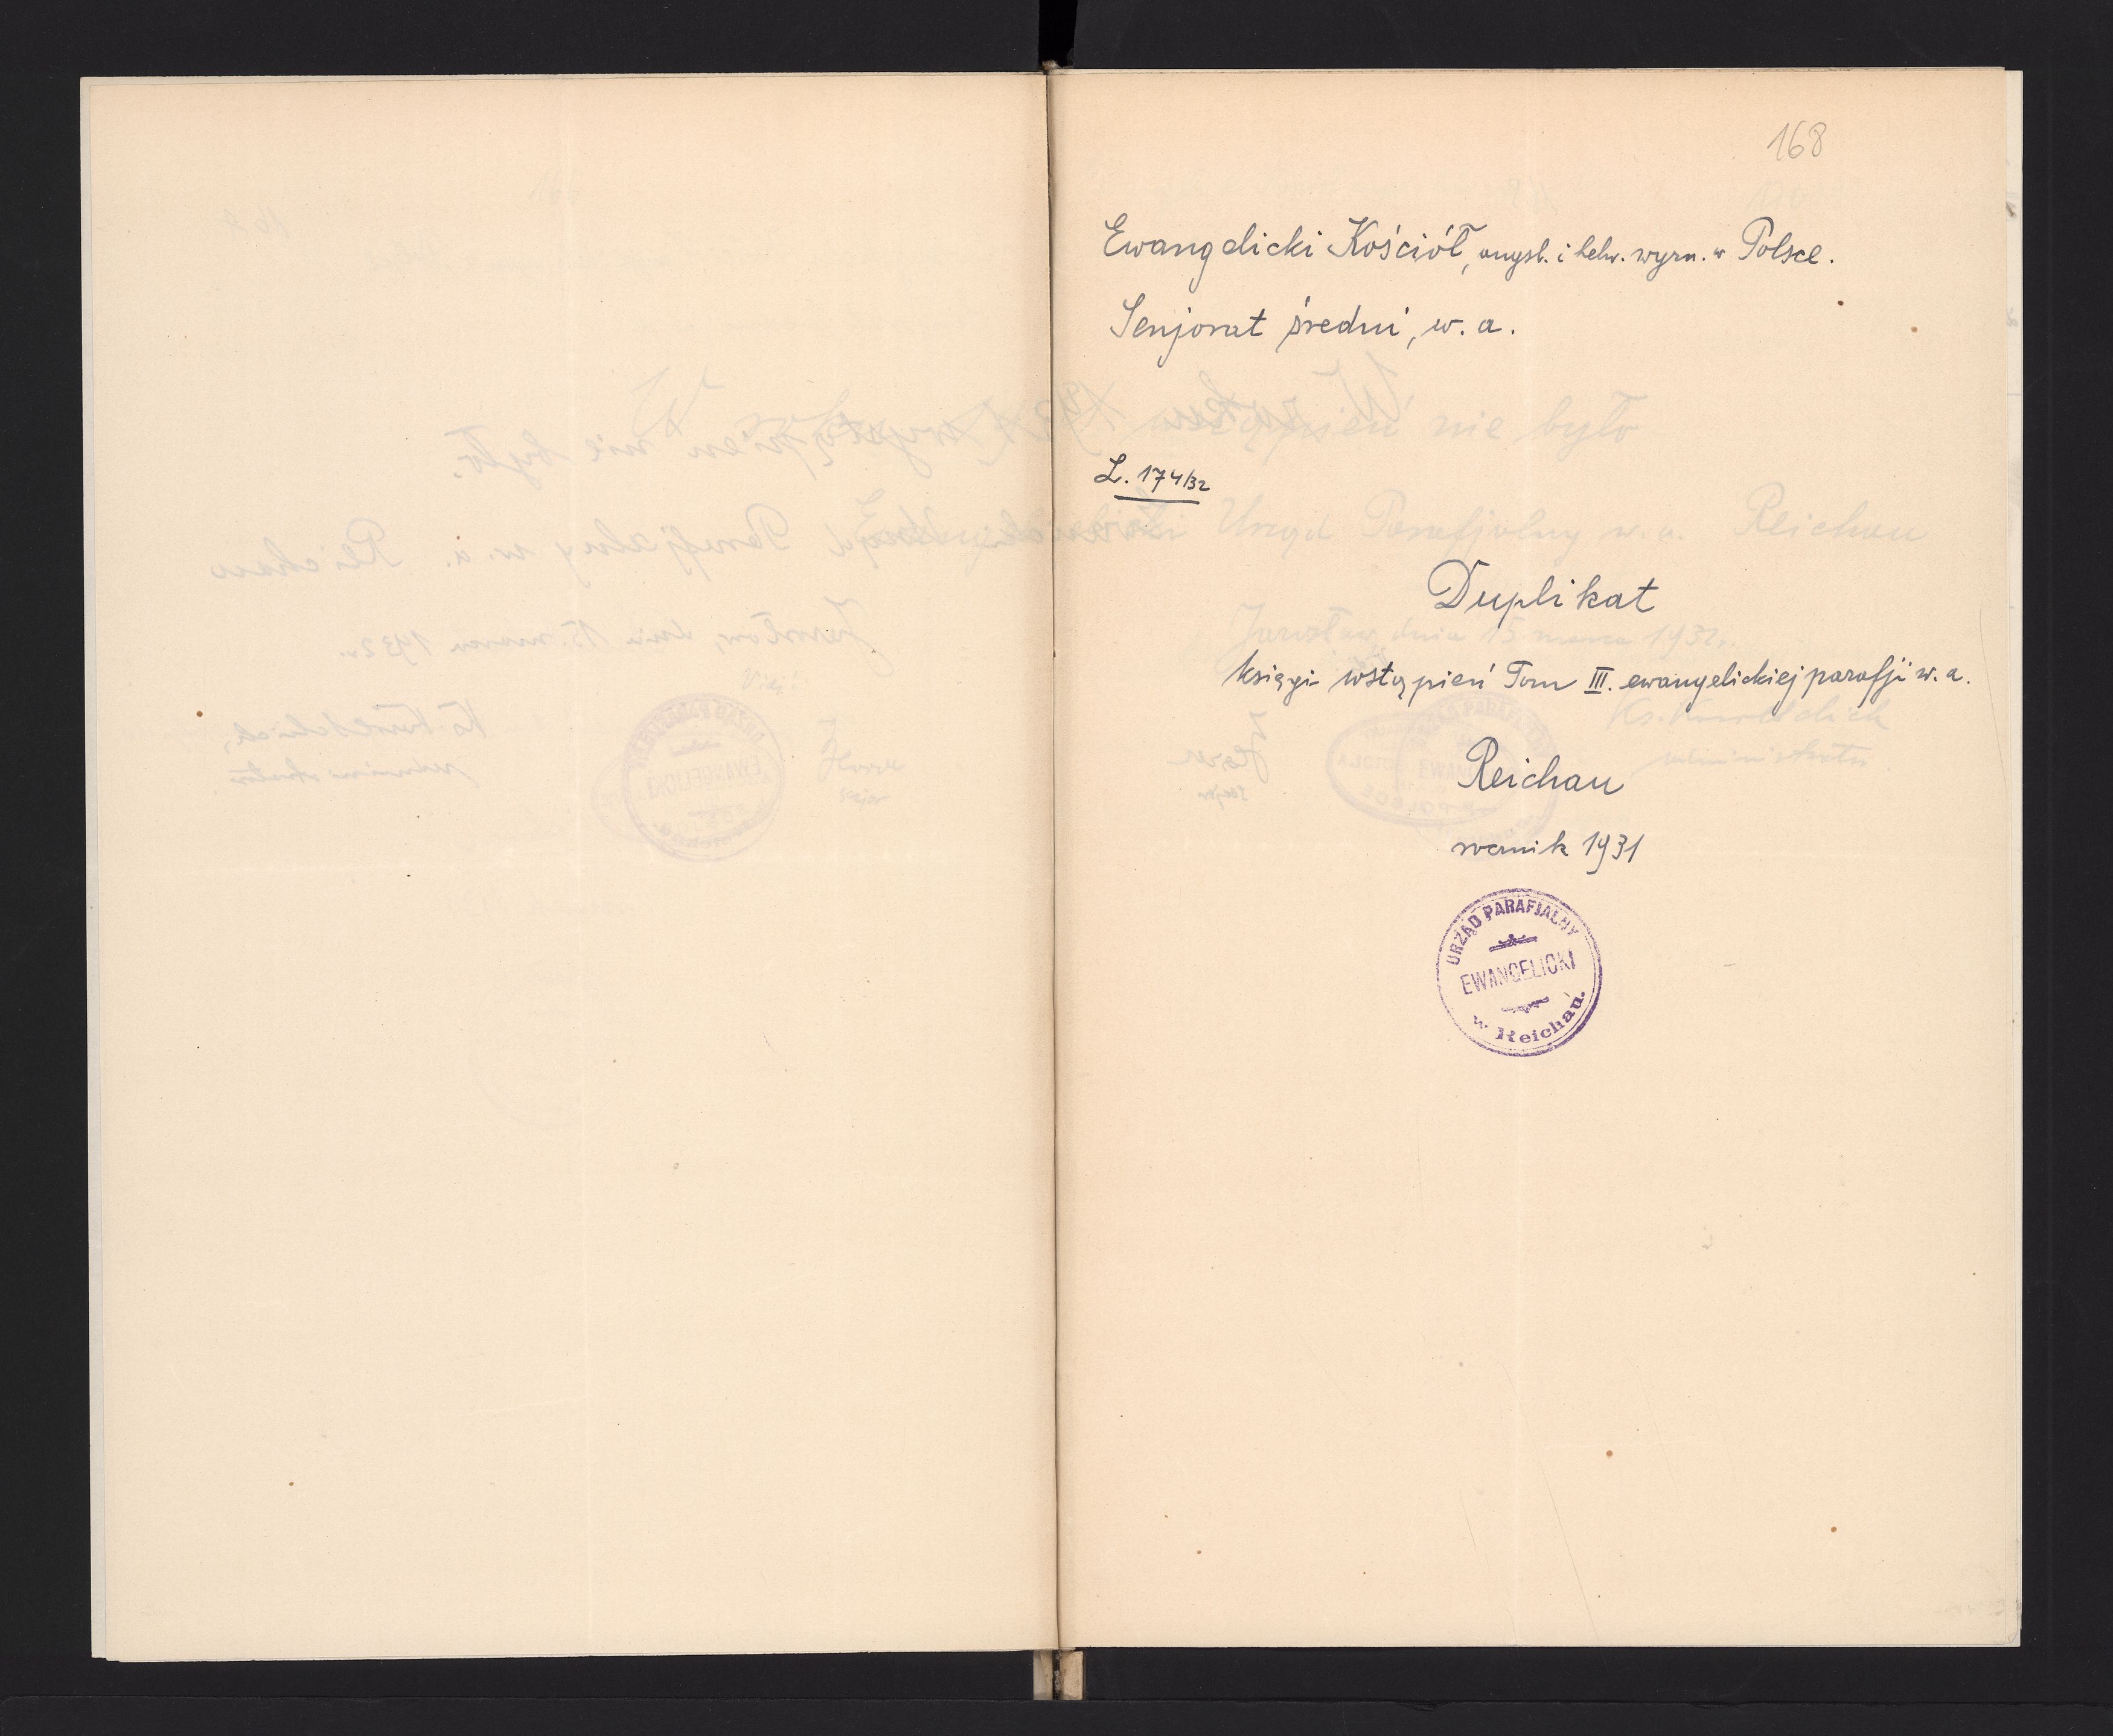 168
Ewangelicki Kościół, augsb. i helw. wyzn. w Polsce.
Senjorat średni, w. a.
L. 174/32
Duplikat
księgi wstąpień Tom III. ewangelickiej parafji w. a.
Reichau
rocznik 1931
URZĄD PARAFJALNY
EWANGELICKI
w Reichau.